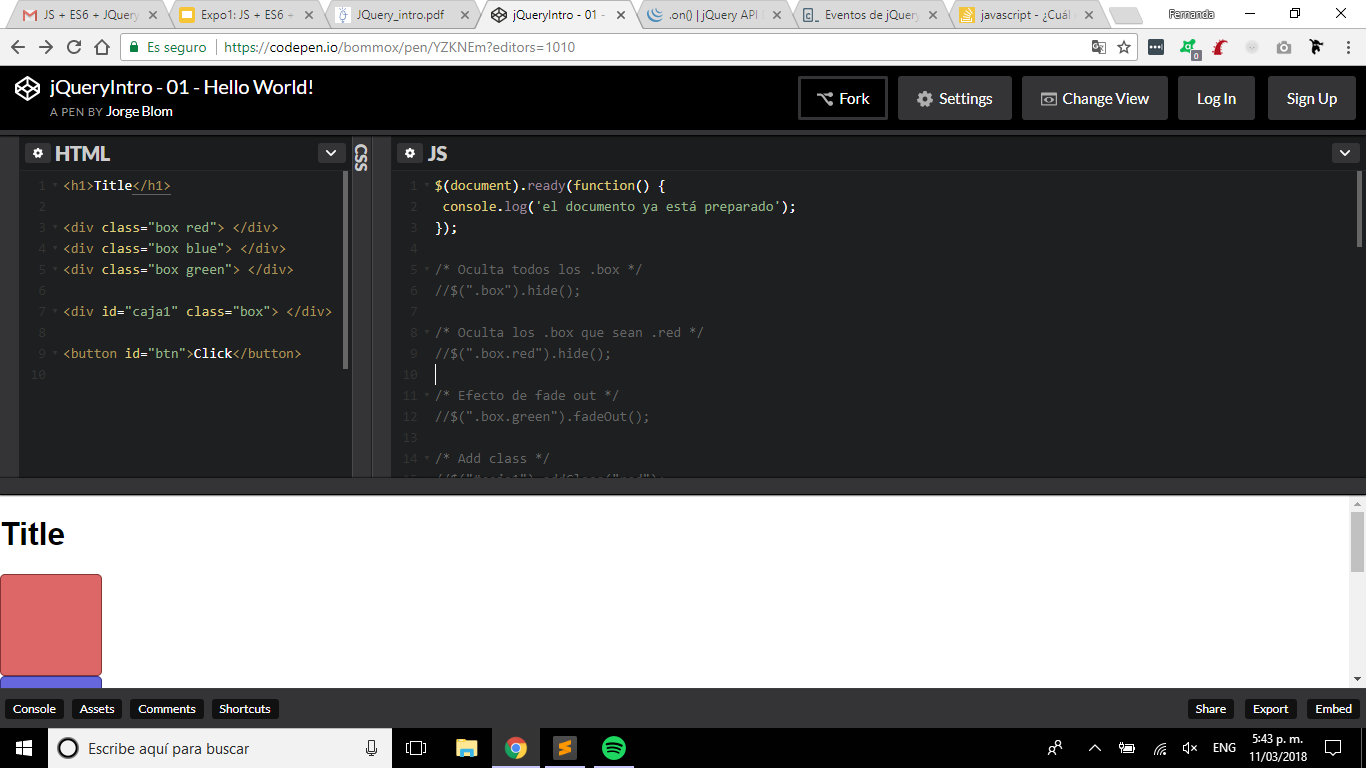 JS + ES6 + JQuery
Expo1: JS + ES6 +
JQuery_intro.pdf
jQueryIntro - 01 -
.on() | jQuery API
Eventos de jQuery
javascript - ¿Cuál
Fernanda
Es seguro
https://codepen.io/bommox/pen/YZKNEm?editors=1010
0
jQueryIntro - 01 - Hello World!
A PEN BY Jorge Blom
Fork
Settings
Change View
Log In
Sign Up
HTML
1 <h1>Title</h1>
2
3 <div class="box red"> </div>
4 <div class="box blue"> </div>
5 <div class="box green"> </div>
6
7 <div id="caja1" class="box"> </div>
8
9 <button id="btn">Click</button>
10
CSS
JS
1 $(document).ready(function() {
2 console.log('el documento ya está preparado');
3 });
4
5 /* Oculta todos los .box */
6 //$(".box").hide();
7
8 /* Oculta los .box que sean .red */
9 //$(".box.red").hide();
10
11 /* Efecto de fade out */
12 //$(".box.green").fadeOut();
13
14 /* Add class */
Title
Console
Assets
Comments
Shortcuts
Share
Export
Embed
Escribe aquí para buscar
ENG
5:43 p. m.
11/03/2018